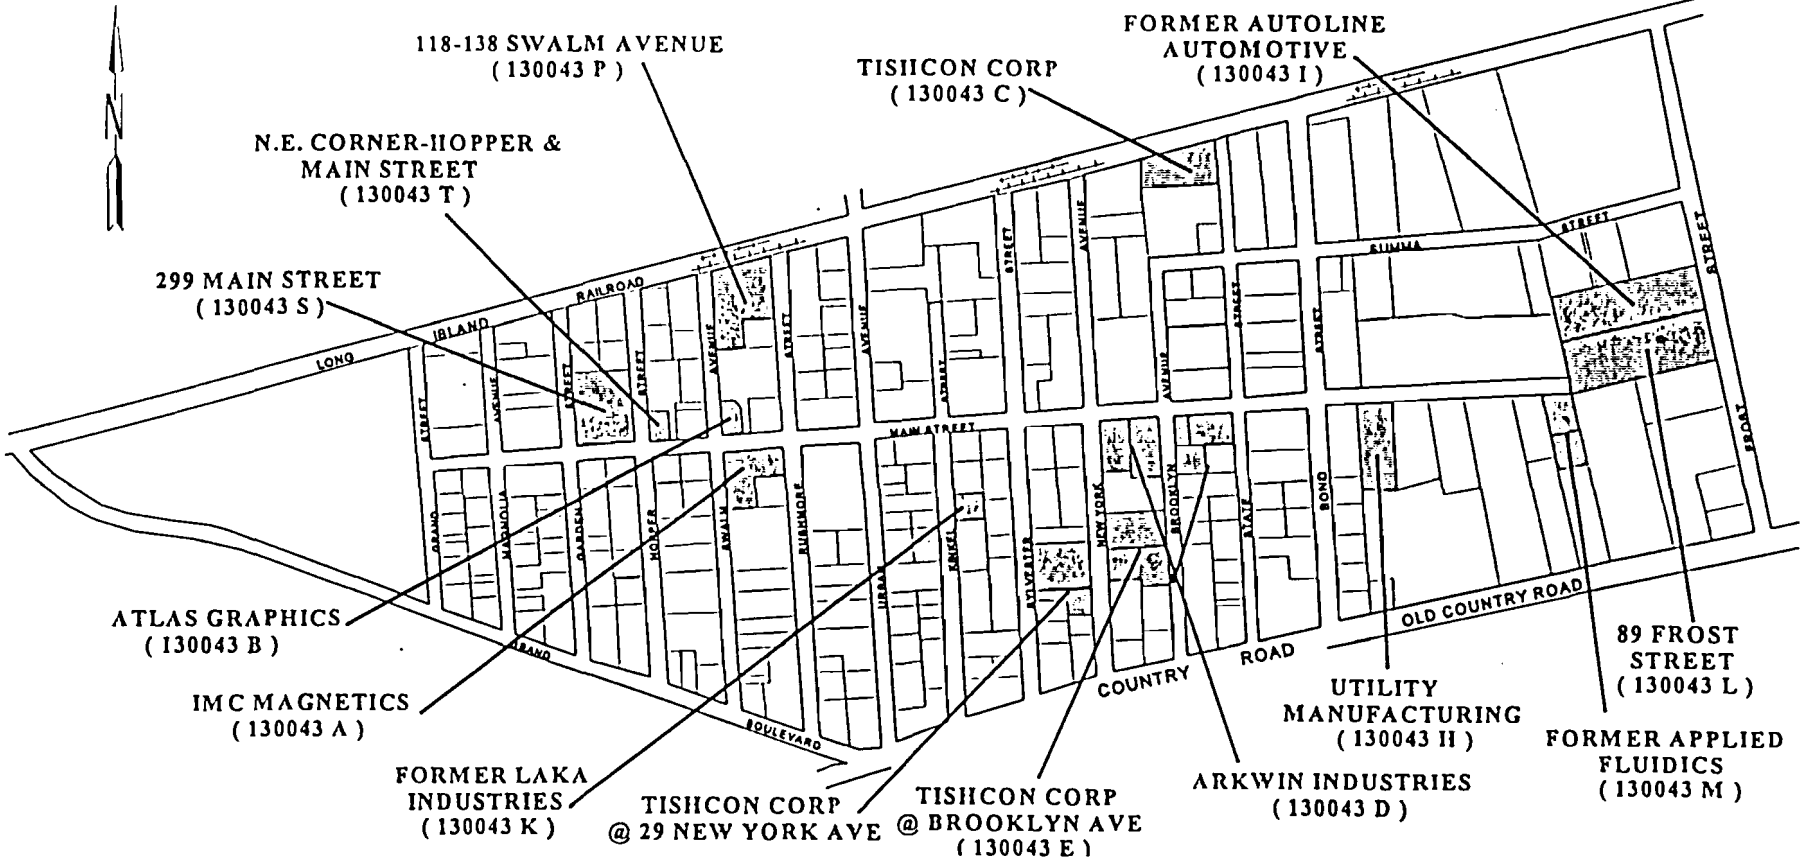 FORMER AUTOLINE
AUTOMOTIVE
( 130043 I )
118-138 SWALM AVENUE
( 130043 P )
TISHCON CORP
( 130043 C )
N
N.E. CORNER-HOPPER &
MAIN STREET
( 130043 T )
299 MAIN STREET
( 130043 S )
LONG
ISLAND
RAILROAD
SUMMA
STREET
STREET
STREET
AVENUE
STREET
STREET
AVENUE
STREET
AVENUE
STREET
AVENUE
STREET
STREET
AVENUE
STREET
AVENUE
STREET
MAIN STREET
FROST
GRAND
MAGNOLIA
GARDEN
HOPPER
SWALM
RUSHMORE
URBAN
KINKEL
SYLVESTER
NEW YORK
BROOKLYN
STATE
BOND
GRAND
BOULEVARD
COUNTRY
ROAD
OLD COUNTRY ROAD
ATLAS GRAPHICS
( 130043 B )
IMC MAGNETICS
( 130043 A )
FORMER LAKA
INDUSTRIES
( 130043 K )
TISHCON CORP
@ 29 NEW YORK AVE
TISHCON CORP
@ BROOKLYN AVE
( 130043 E )
ARKWIN INDUSTRIES
( 130043 D )
UTILITY
MANUFACTURING
( 130043 H )
89 FROST
STREET
( 130043 L )
FORMER APPLIED
FLUIDICS
( 130043 M )